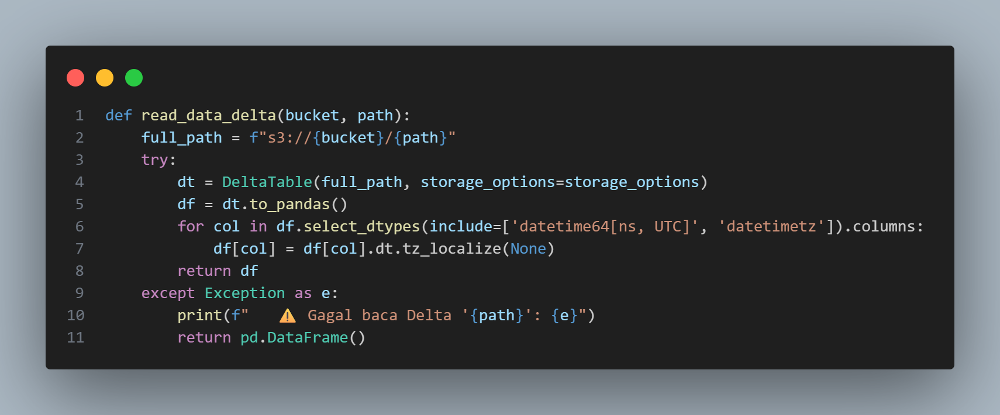 1 def read_data_delta(bucket, path):
2     full_path = f"s3://{bucket}/{path}"
3     try:
4         dt = DeltaTable(full_path, storage_options=storage_options)
5         df = dt.to_pandas()
6         for col in df.select_dtypes(include=['datetime64[ns, UTC]', 'datetimetz']).columns:
7             df[col] = df[col].dt.tz_localize(None)
8         return df
9     except Exception as e:
10         print(f"   ⚠️ Gagal baca Delta '{path}': {e}")
11         return pd.DataFrame()